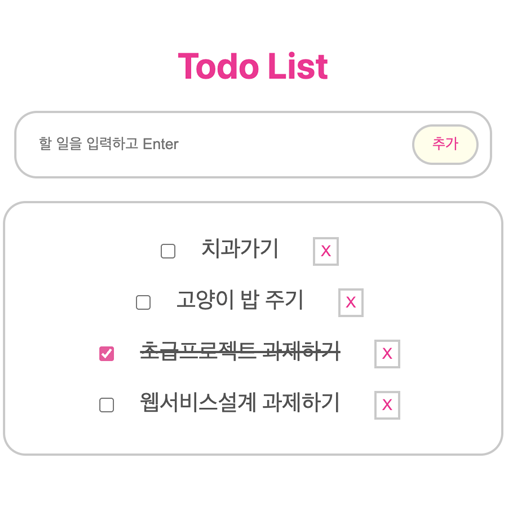 Todo List
할 일을 입력하고 Enter 추가
치과가기 X
고양이 밥 주기 X
초급프로젝트 과제하기 X
웹서비스설계 과제하기 X